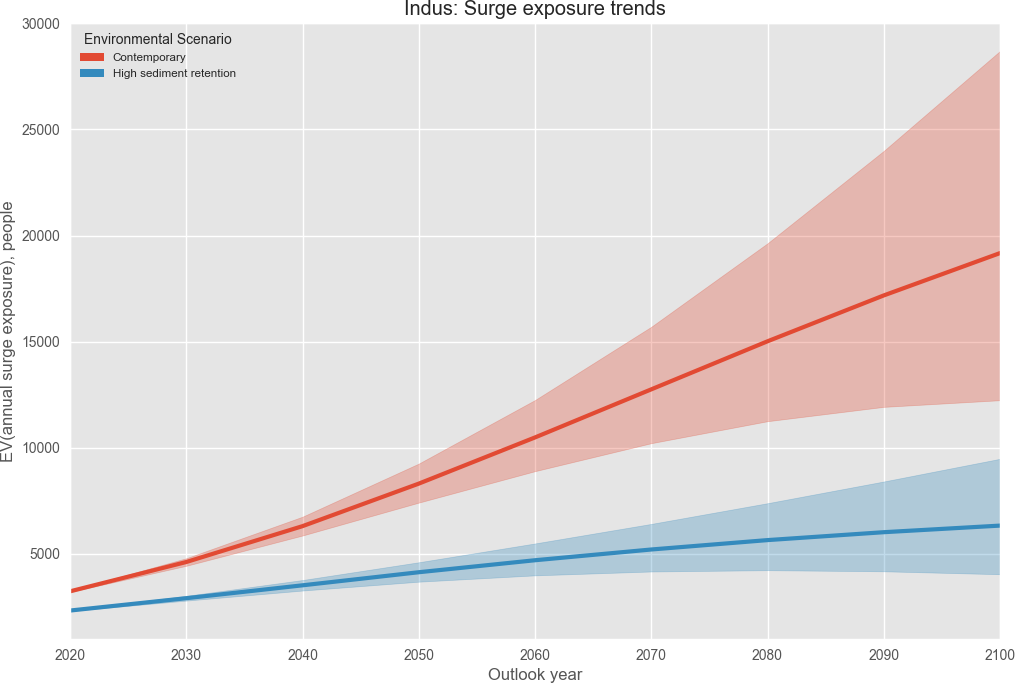 Indus: Surge exposure trends
Environmental Scenario
Contemporary
High sediment retention
EV(annual surge exposure), people
30000
25000
20000
15000
10000
5000
2020 2030 2040 2050 2060 2070 2080 2090 2100
Outlook year